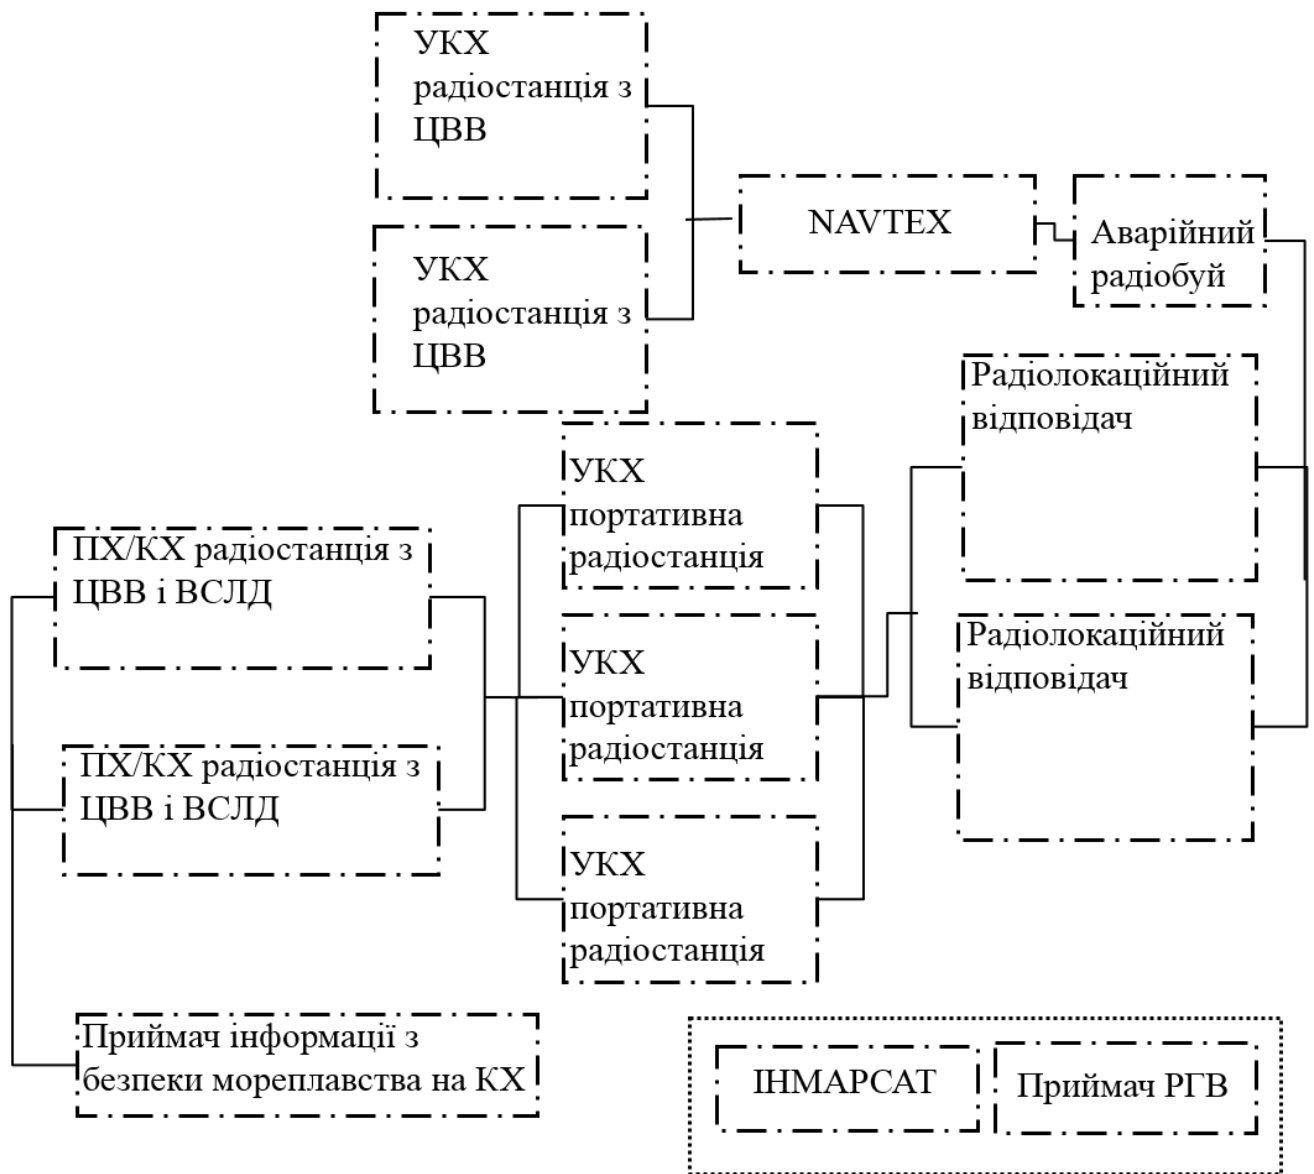 УКХ
радіостанція з
ЦВВ
NAVTEX
Аварійний
радіобуй
УКХ
радіостанція з
ЦВВ
Радіолокаційний
відповідач
УКХ
портативна
радіостанція
ПХ/КХ радіостанція з
ЦВВ і ВСЛД
Радіолокаційний
відповідач
УКХ
портативна
радіостанція
ПХ/КХ радіостанція з
ЦВВ і ВСЛД
УКХ
портативна
радіостанція
Приймач інформації з
безпеки мореплавства на КХ
ІНМАРСАТ
Приймач РГВ